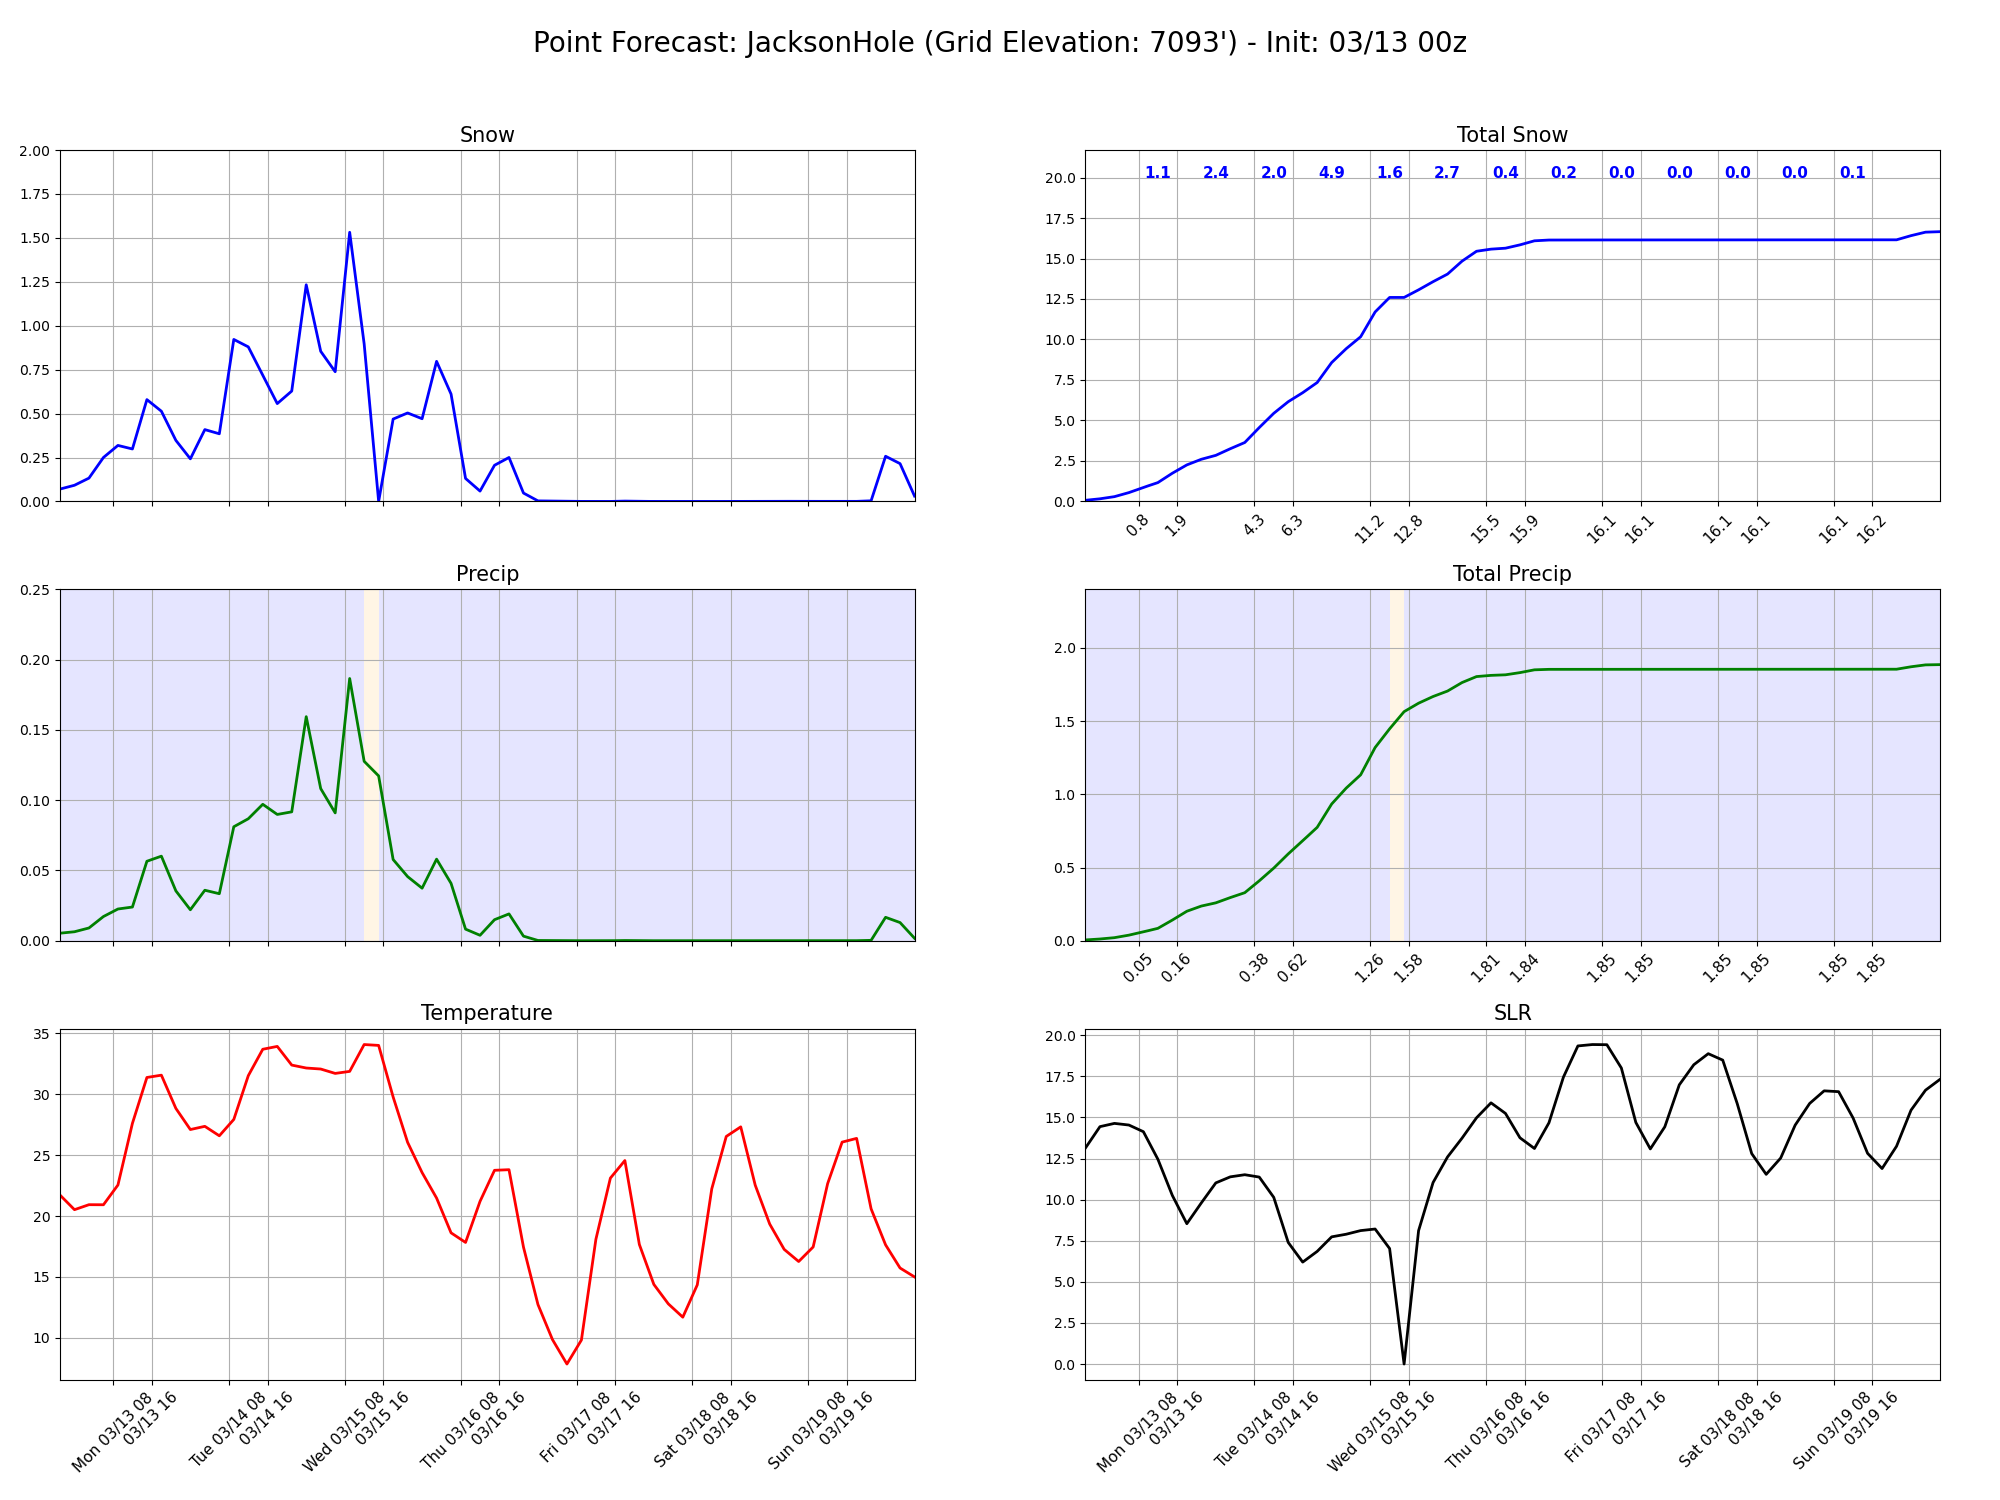 Point Forecast: JacksonHole (Grid Elevation: 7093') - Init: 03/13 00z
Snow
2.00
1.75
1.50
1.25
1.00
0.75
0.50
0.25
0.00
Total Snow
1.1 2.4 2.0 4.9 1.6 2.7 0.4 0.2 0.0 0.0 0.0 0.0 0.1
20.0
17.5
15.0
12.5
10.0
7.5
5.0
2.5
0.0
0.8 1.9 4.3 6.3 11.2 12.8 15.5 15.9 16.1 16.1 16.1 16.1 16.1 16.2
Precip
0.25
0.20
0.15
0.10
0.05
0.00
Total Precip
2.0
1.5
1.0
0.5
0.0
0.05 0.16 0.38 0.62 1.26 1.58 1.81 1.84 1.85 1.85 1.85 1.85 1.85 1.85
Temperature
35
30
25
20
15
10
Mon 03/13 08
03/13 16
Tue 03/14 08
03/14 16
Wed 03/15 08
03/15 16
Thu 03/16 08
03/16 16
Fri 03/17 08
03/17 16
Sat 03/18 08
03/18 16
Sun 03/19 08
03/19 16
SLR
20.0
17.5
15.0
12.5
10.0
7.5
5.0
2.5
0.0
Mon 03/13 08
03/13 16
Tue 03/14 08
03/14 16
Wed 03/15 08
03/15 16
Thu 03/16 08
03/16 16
Fri 03/17 08
03/17 16
Sat 03/18 08
03/18 16
Sun 03/19 08
03/19 16